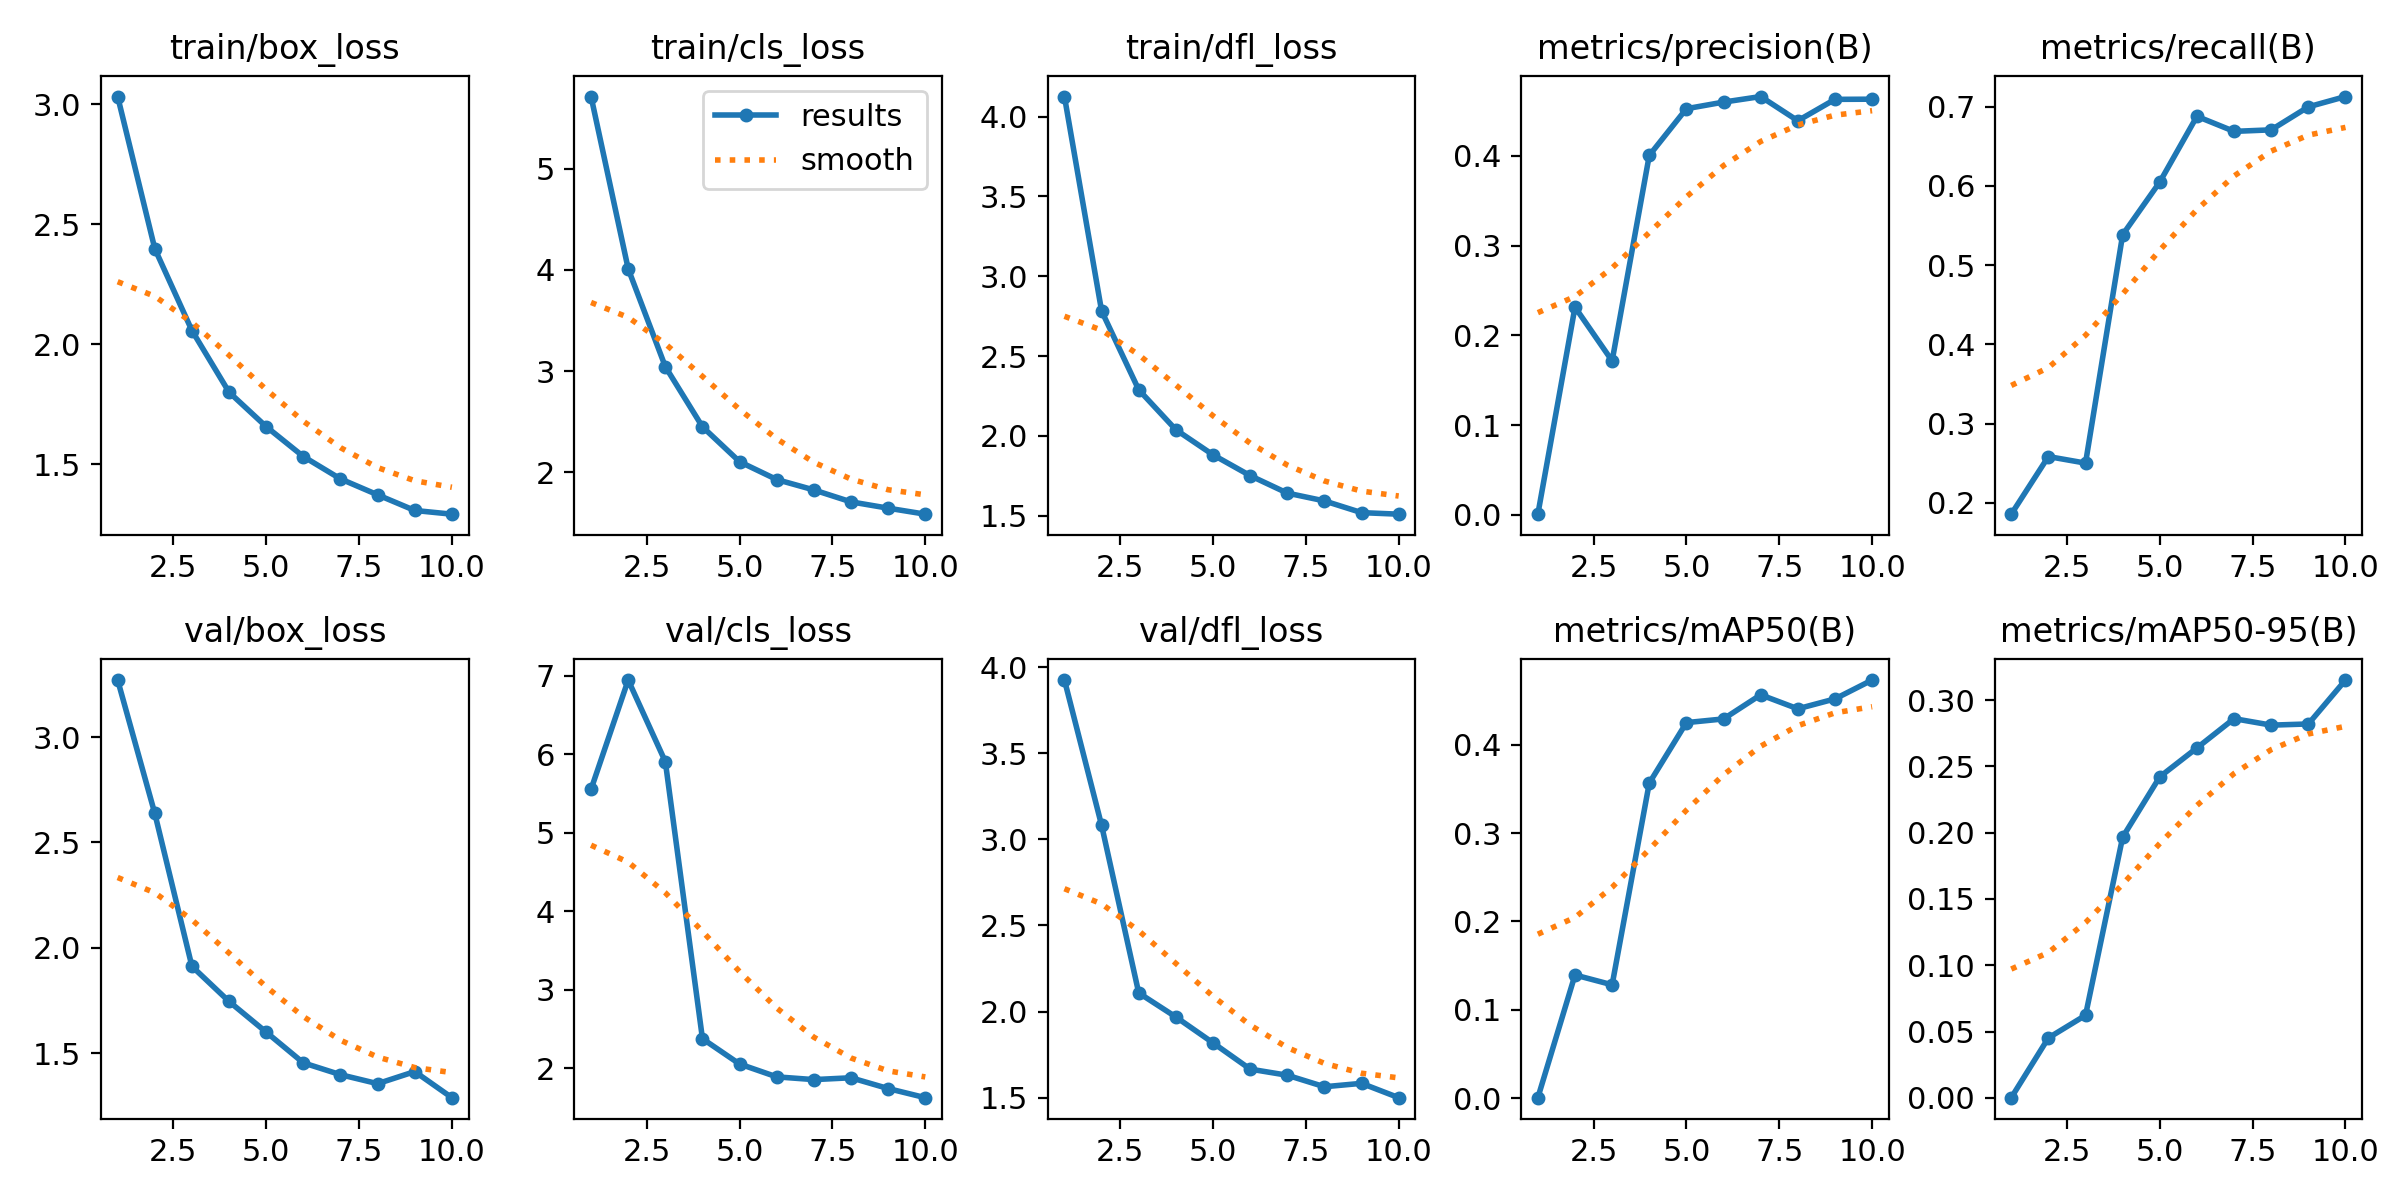 train/box_loss
3.0
2.5
2.0
1.5
2.5 5.0 7.5 10.0
train/cls_loss
results
smooth
5
4
3
2
2.5 5.0 7.5 10.0
train/dfl_loss
4.0
3.5
3.0
2.5
2.0
1.5
2.5 5.0 7.5 10.0
metrics/precision(B)
0.4
0.3
0.2
0.1
0.0
2.5 5.0 7.5 10.0
metrics/recall(B)
0.7
0.6
0.5
0.4
0.3
0.2
2.5 5.0 7.5 10.0
val/box_loss
3.0
2.5
2.0
1.5
2.5 5.0 7.5 10.0
val/cls_loss
7
6
5
4
3
2
2.5 5.0 7.5 10.0
val/dfl_loss
4.0
3.5
3.0
2.5
2.0
1.5
2.5 5.0 7.5 10.0
metrics/mAP50(B)
0.4
0.3
0.2
0.1
0.0
2.5 5.0 7.5 10.0
metrics/mAP50-95(B)
0.30
0.25
0.20
0.15
0.10
0.05
0.00
2.5 5.0 7.5 10.0